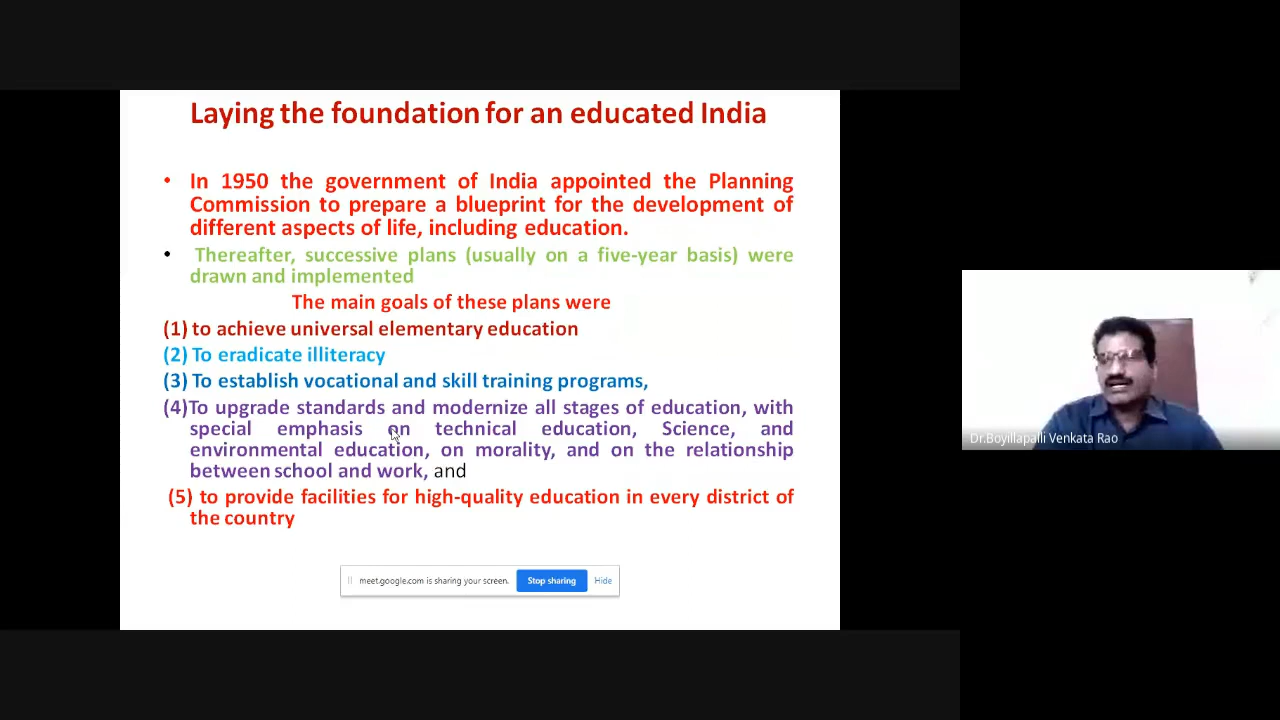 Laying the foundation for an educated India
• In 1950 the government of India appointed the Planning
Commission to prepare a blueprint for the development of
different aspects of life, including education.
• Thereafter, successive plans (usually on a five-year basis) were
drawn and implemented
The main goals of these plans were
(1) to achieve universal elementary education
(2) To eradicate illiteracy
(3) To establish vocational and skill training programs,
(4)To upgrade standards and modernize all stages of education, with
special emphasis on technical education, Science, and
environmental education, on morality, and on the relationship
between school and work, and
(5) to provide facilities for high-quality education in every district of
the country
meet.google.com is sharing your screen. Stop sharing Hide
Dr.Boyillapalli Venkata Rao